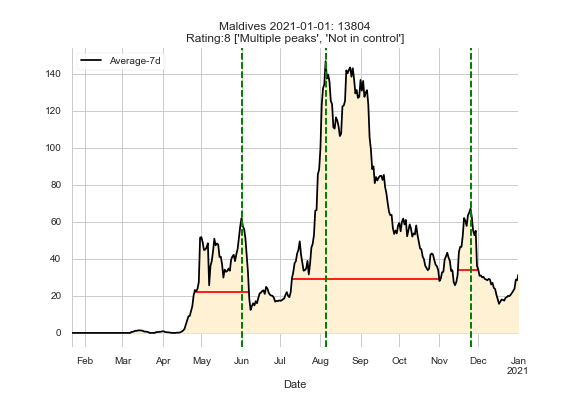 Maldives 2021-01-01: 13804
Rating:8 ['Multiple peaks', 'Not in control']
Average-7d
140
120
100
80
60
40
20
0
Feb Mar Apr May Jun Jul Aug Sep Oct Nov Dec Jan
2021
Date